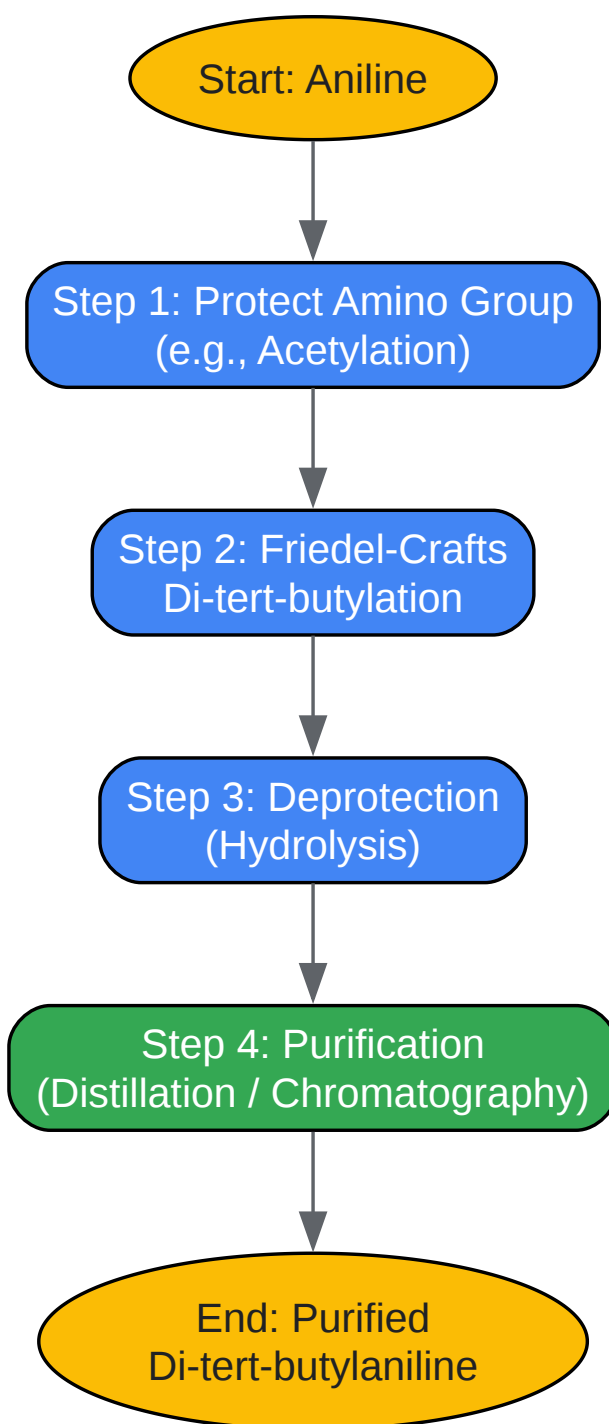 Start: Aniline
Step 1: Protect Amino Group
(e.g., Acetylation)
Step 2: Friedel-Crafts
Di-tert-butylation
Step 3: Deprotection
(Hydrolysis)
Step 4: Purification
(Distillation / Chromatography)
End: Purified
Di-tert-butylaniline